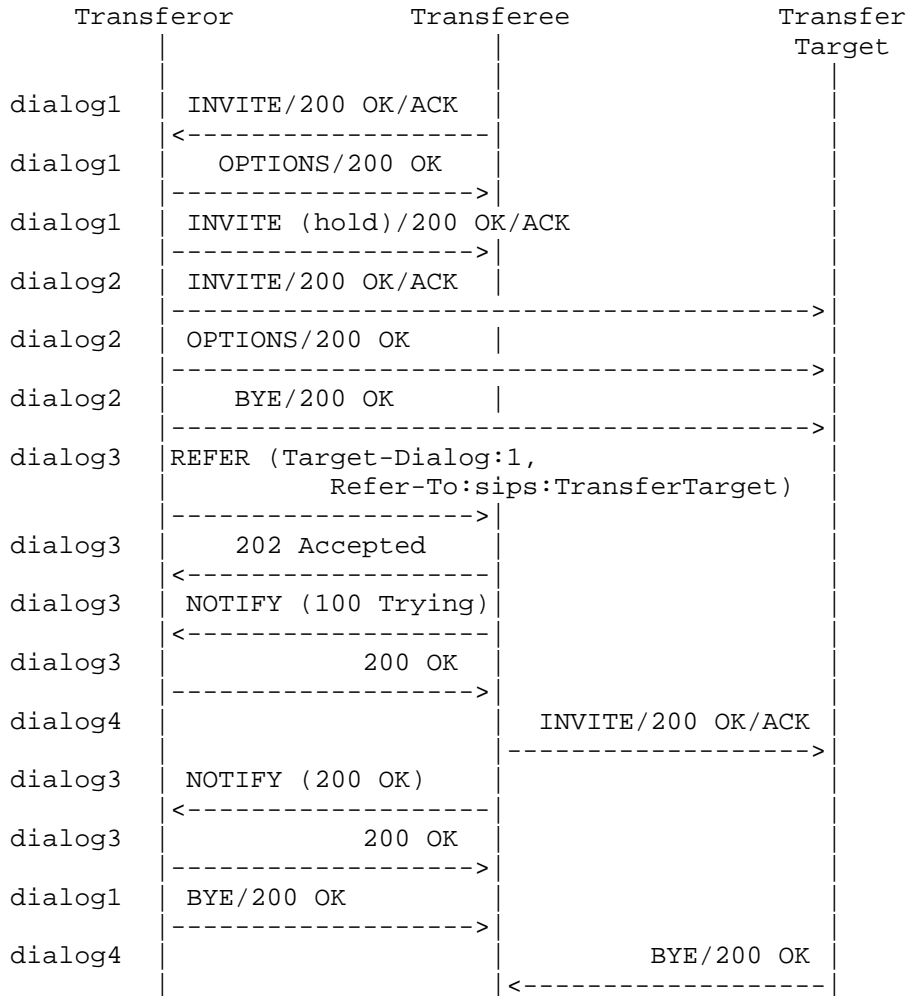 Transferor Transferee Transfer
Target
dialog1 INVITE/200 OK/ACK
dialog1 OPTIONS/200 OK
dialog1 INVITE (hold)/200 OK/ACK
dialog2 INVITE/200 OK/ACK
dialog2 OPTIONS/200 OK
dialog2 BYE/200 OK
dialog3 REFER (Target-Dialog:1,
Refer-To:sips:TransferTarget)
dialog3 202 Accepted
dialog3 NOTIFY (100 Trying)
dialog3 200 OK
dialog4 INVITE/200 OK/ACK
dialog3 NOTIFY (200 OK)
dialog3 200 OK
dialog1 BYE/200 OK
dialog4 BYE/200 OK